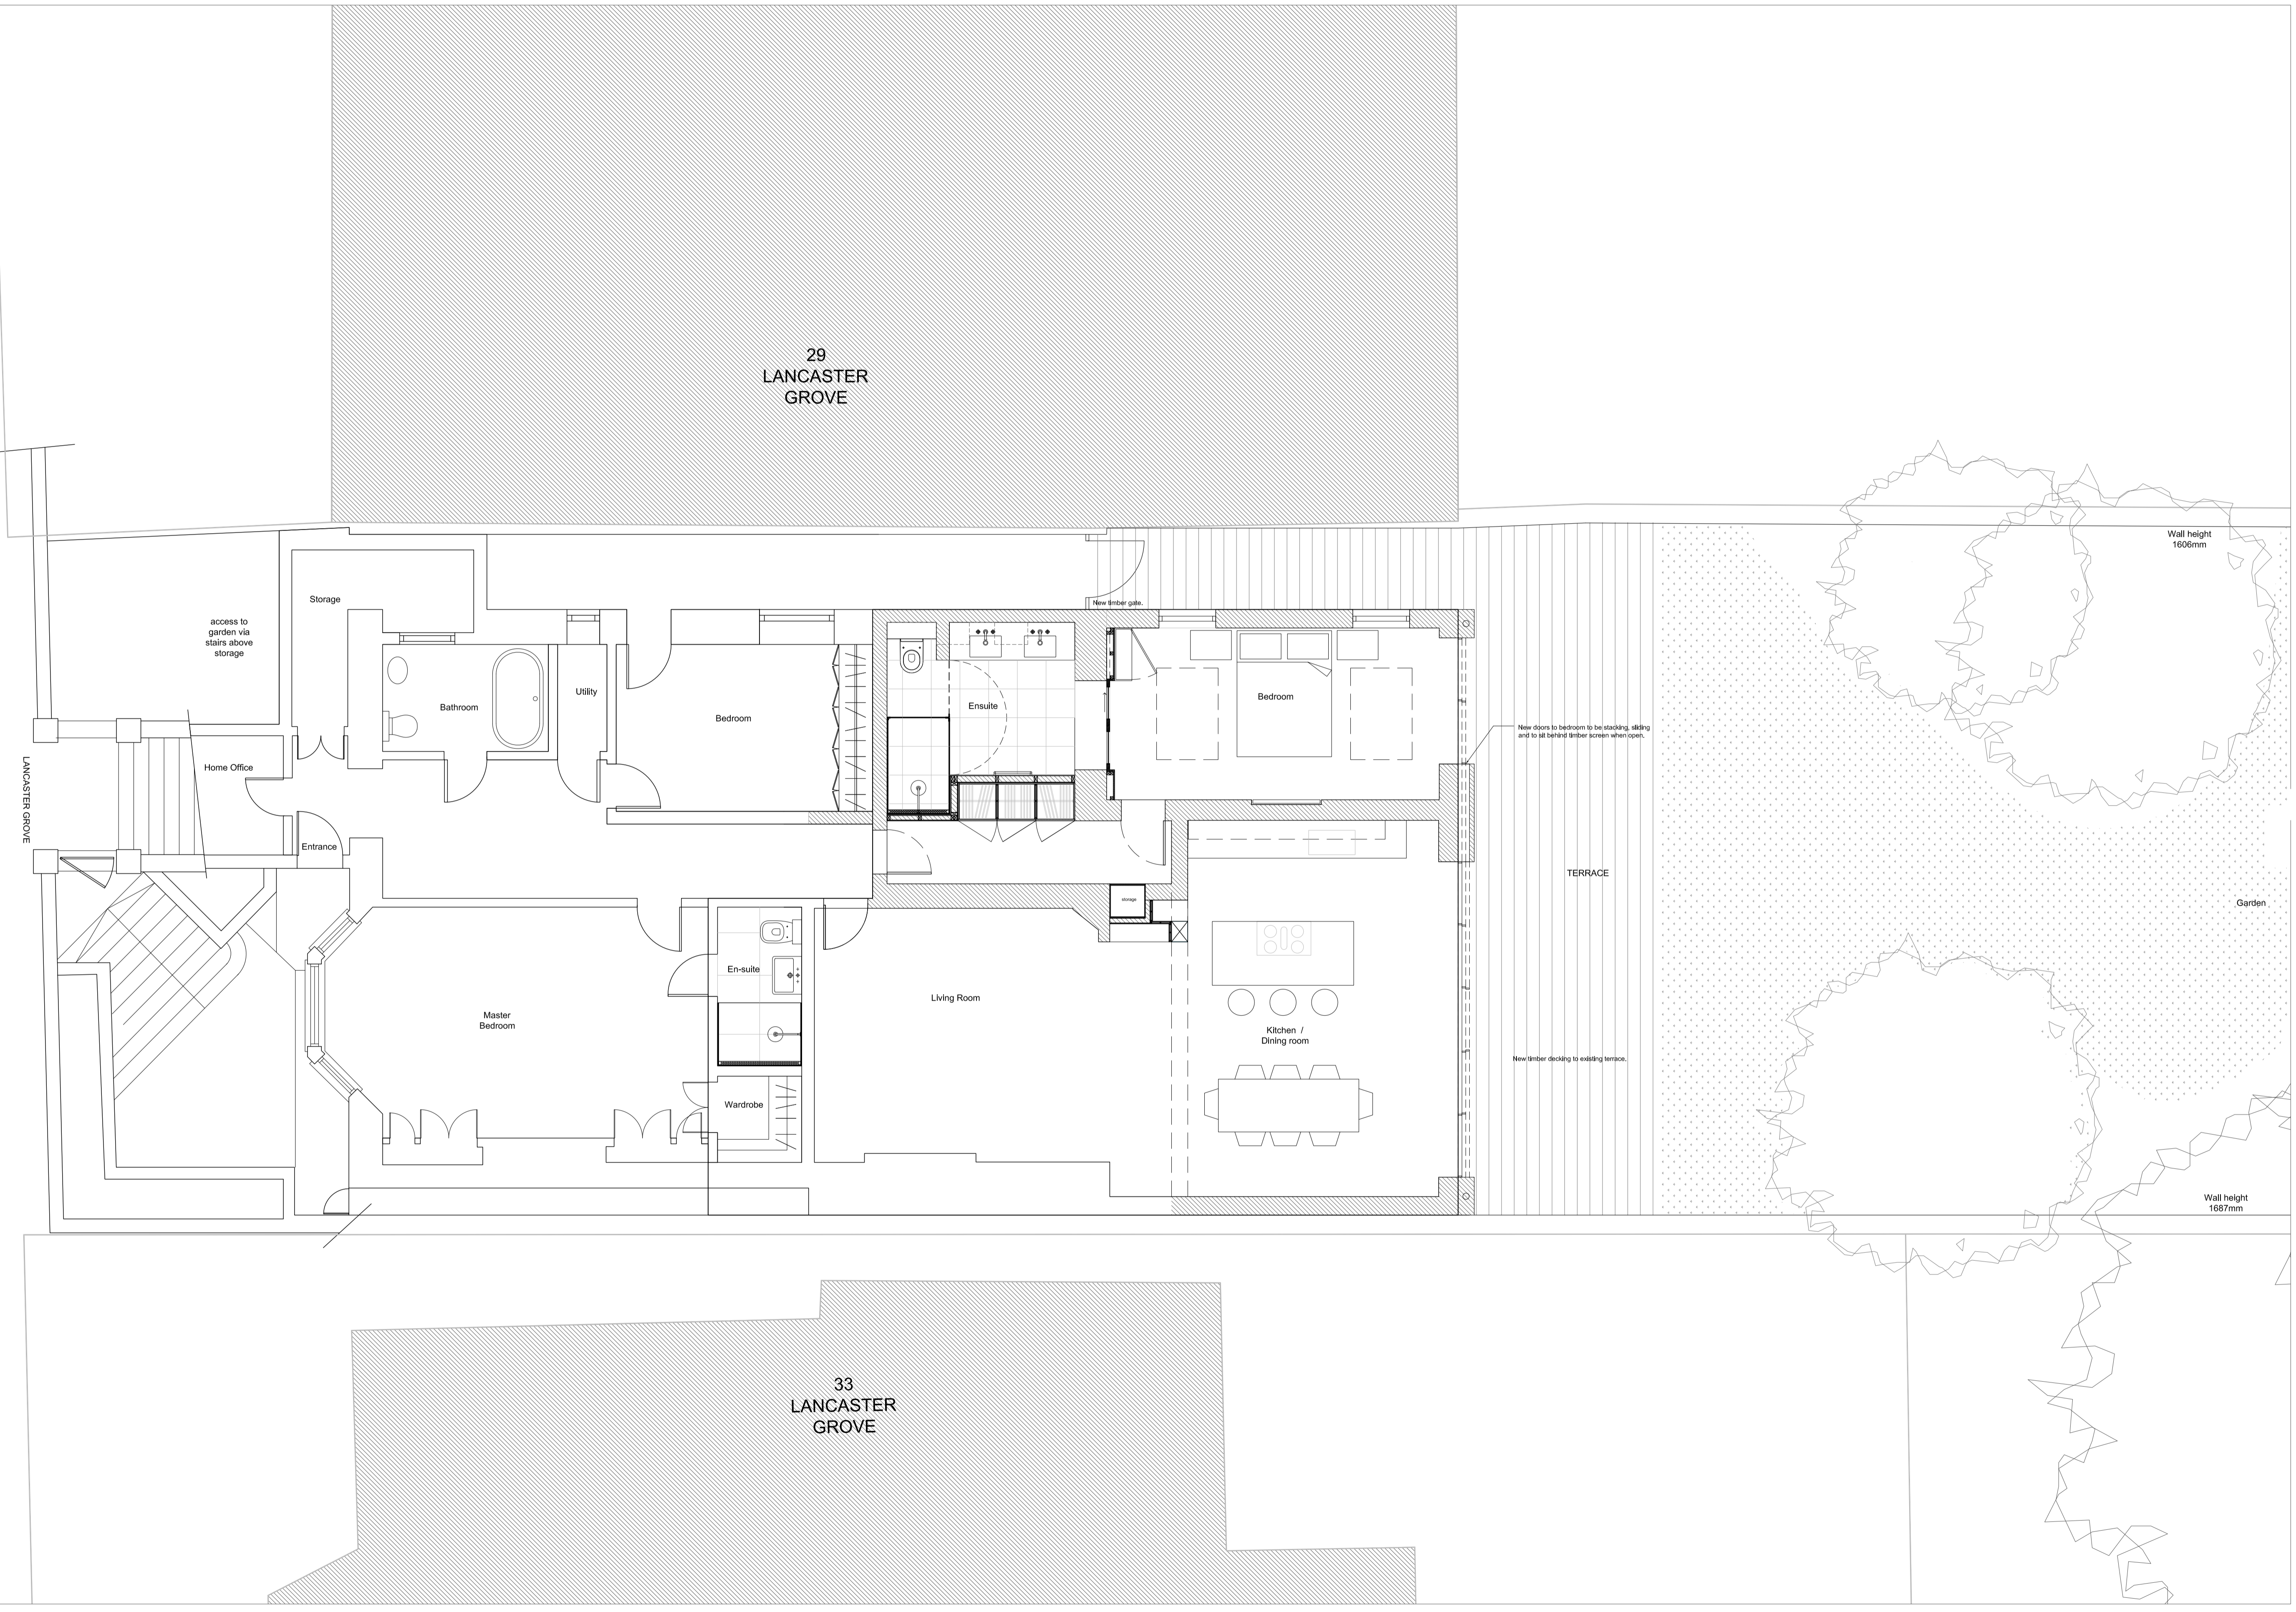 29
LANCASTER
GROVE
Wall height
1606mm
Storage
New timber gate.
access to
garden via
stairs above
storage
Utility
Bathroom
Bedroom
Ensuite
Bedroom
New doors to bedroom to be stacking, sliding
and to sit behind timber screen when open.
Home Office
LANCASTER GROVE
Entrance
TERRACE
storage
Garden
En-suite
Living Room
Master
Bedroom
Kitchen /
Dining room
New timber decking to existing terrace.
Wardrobe
Wall height
1687mm
33
LANCASTER
GROVE